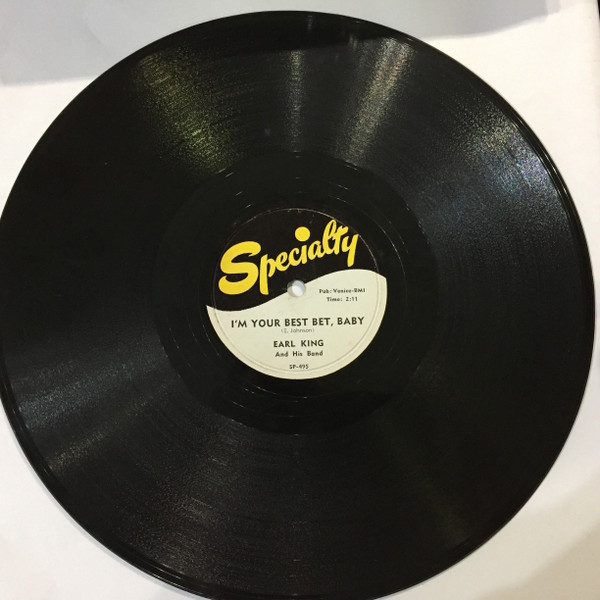 Specialty
Pub: Venice-BMI
Time: 2:11
I'M YOUR BEST BET, BABY
(E. Johnson)
EARL KING
And His Band
SP-495